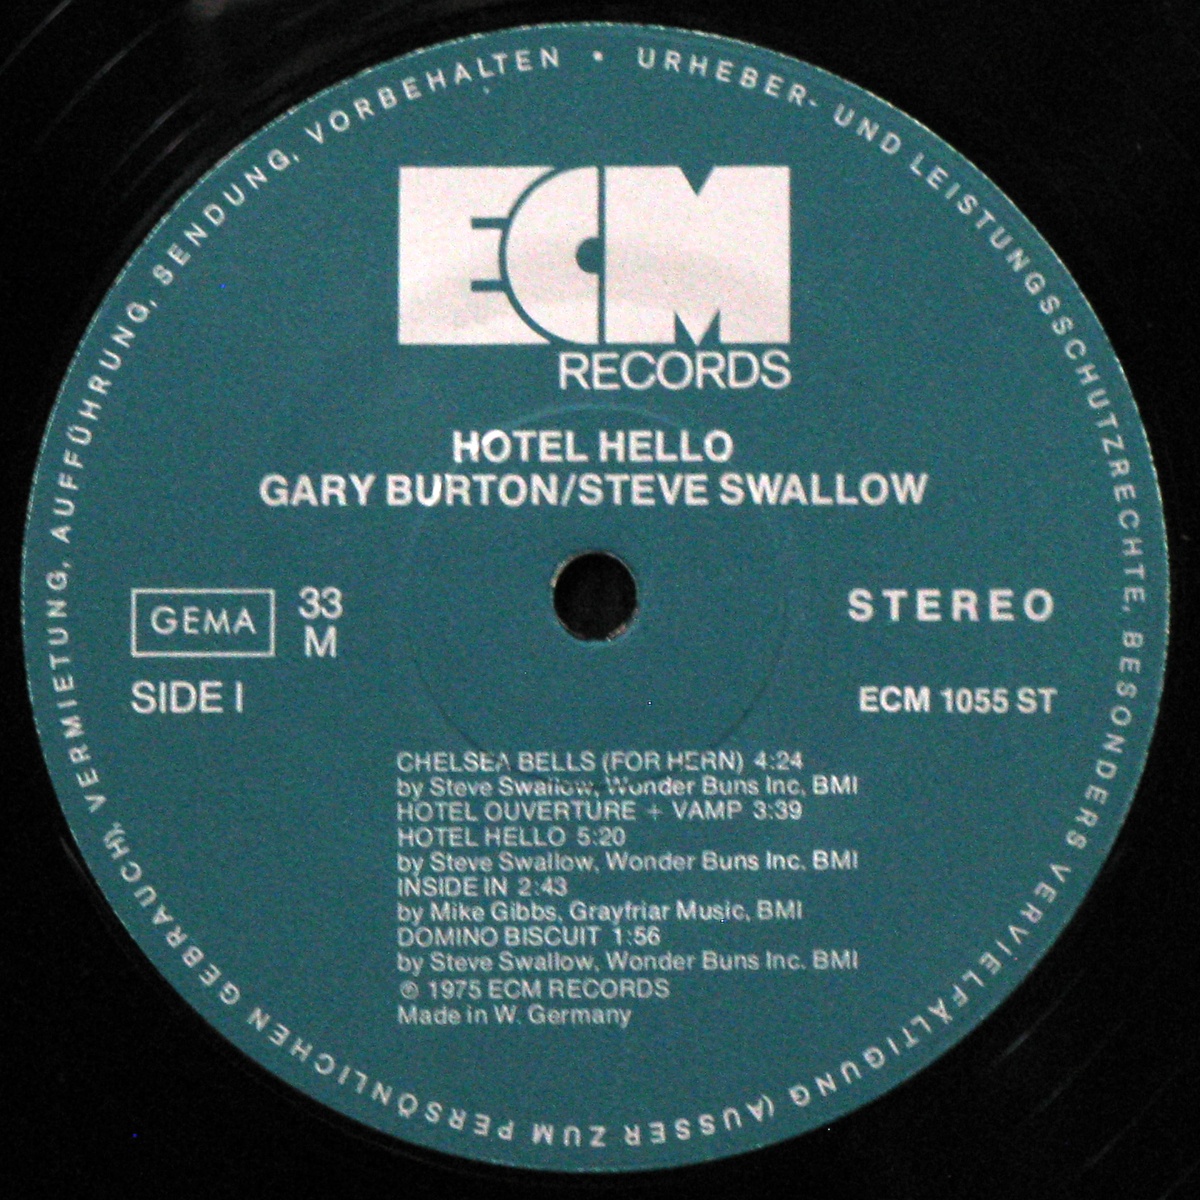 URHEBER- UND LEISTUNGSSCHUTZRECHTE, BESONDERS VERVIELFÄLTIGUNG (AUSSER ZUM PERSÖNLICHEN GEBRAUCH), VERMIETUNG, AUFFÜHRUNG, SENDUNG, VORBEHALTEN •
ECM
RECORDS
HOTEL HELLO
GARY BURTON/STEVE SWALLOW
GEMA
33
M
SIDE I
STEREO
ECM 1055 ST
CHELSEA BELLS (FOR HERN) 4:24
by Steve Swallow, Wonder Buns Inc. BMI
HOTEL OUVERTURE + VAMP 3:39
HOTEL HELLO 5:20
by Steve Swallow, Wonder Buns Inc. BMI
INSIDE IN 2:43
by Mike Gibbs, Grayfriar Music, BMI
DOMINO BISCUIT 1:56
by Steve Swallow, Wonder Buns Inc. BMI
℗ 1975 ECM RECORDS
Made in W. Germany